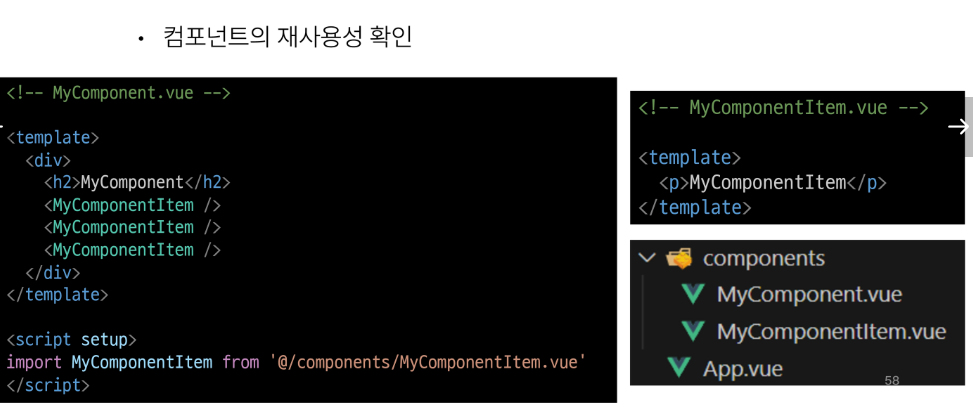 • 컴포넌트의 재사용성 확인
<!-- MyComponent.vue -->
<template>
<div>
<h2>MyComponent</h2>
<MyComponentItem />
<MyComponentItem />
<MyComponentItem />
</div>
</template>
<script setup>
import MyComponentItem from '@/components/MyComponentItem.vue'
</script>
<!-- MyComponentItem.vue -->
<template>
<p>MyComponentItem</p>
</template>
components
MyComponent.vue
MyComponentItem.vue
App.vue
58